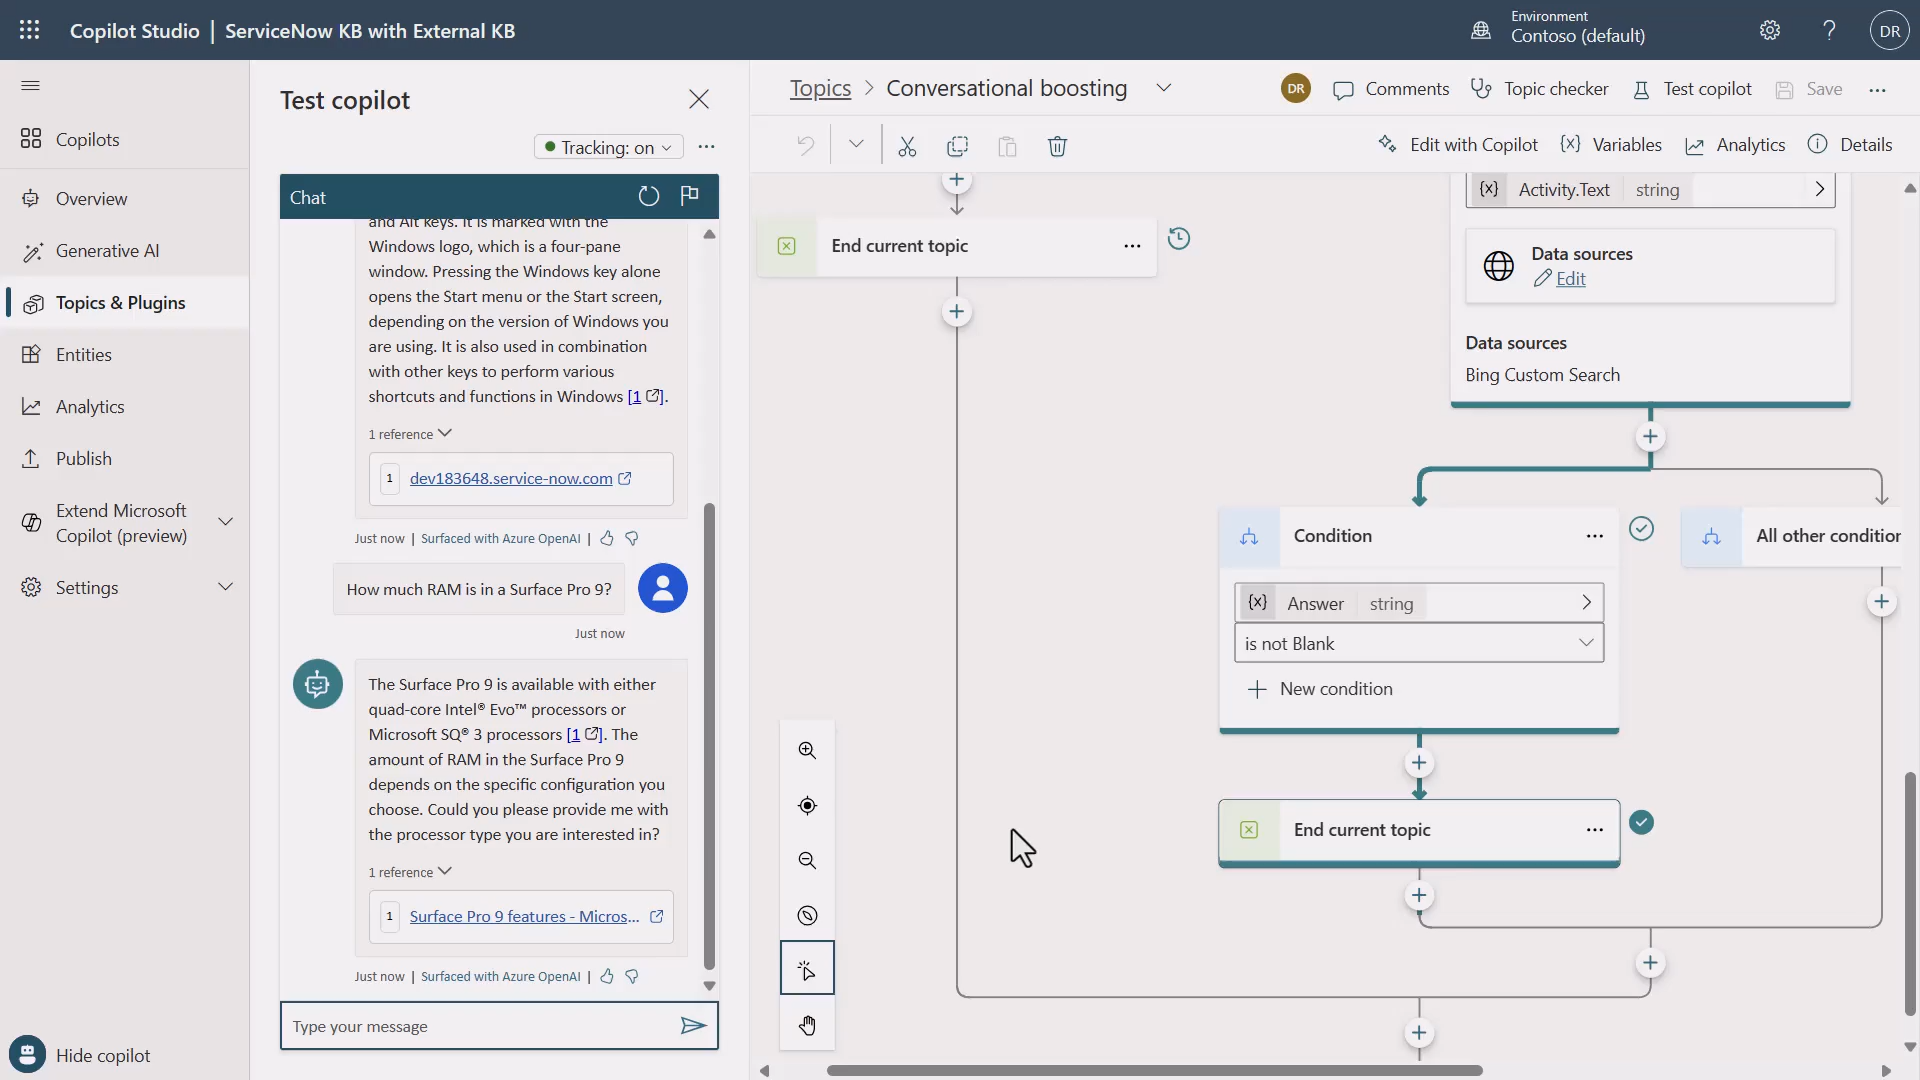 Copilot Studio | ServiceNow KB with External KB
Environment
Contoso (default)
DR
Copilots
Overview
Generative AI
Topics & Plugins
Entities
Analytics
Publish
Extend Microsoft
Copilot (preview)
Settings
Hide copilot
Test copilot
Tracking: on
Chat
and Alt keys. It is marked with the
Windows logo, which is a four-pane
window. Pressing the Windows key alone
opens the Start menu or the Start screen,
depending on the version of Windows you
are using. It is also used in combination
with other keys to perform various
shortcuts and functions in Windows [1].
1 reference
1 dev183648.service-now.com
Just now | Surfaced with Azure OpenAI |
How much RAM is in a Surface Pro 9?
Just now
The Surface Pro 9 is available with either
quad-core Intel® Evo™ processors or
Microsoft SQ® 3 processors [1]. The
amount of RAM in the Surface Pro 9
depends on the specific configuration you
choose. Could you please provide me with
the processor type you are interested in?
1 reference
1 Surface Pro 9 features - Micros...
Just now | Surfaced with Azure OpenAI |
Type your message
Topics > Conversational boosting
DR
Comments
Topic checker
Test copilot
Save
Edit with Copilot
{x} Variables
Analytics
Details
End current topic
{x} Activity.Text string
Data sources
Edit
Data sources
Bing Custom Search
Condition
{x} Answer string
is not Blank
New condition
All other condition
End current topic